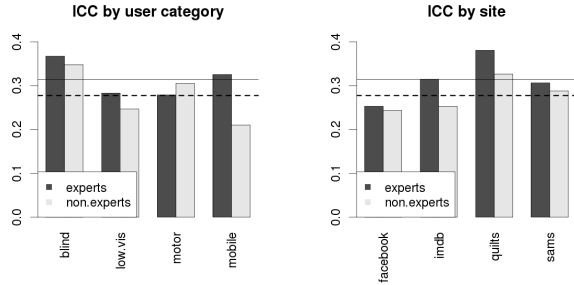 ICC by user category
0.4
0.3
0.2
0.1
0.0
experts
non.experts
blind
low.vis
motor
mobile
ICC by site
0.4
0.3
0.2
0.1
0.0
experts
non.experts
facebook
imdb
quilts
sams